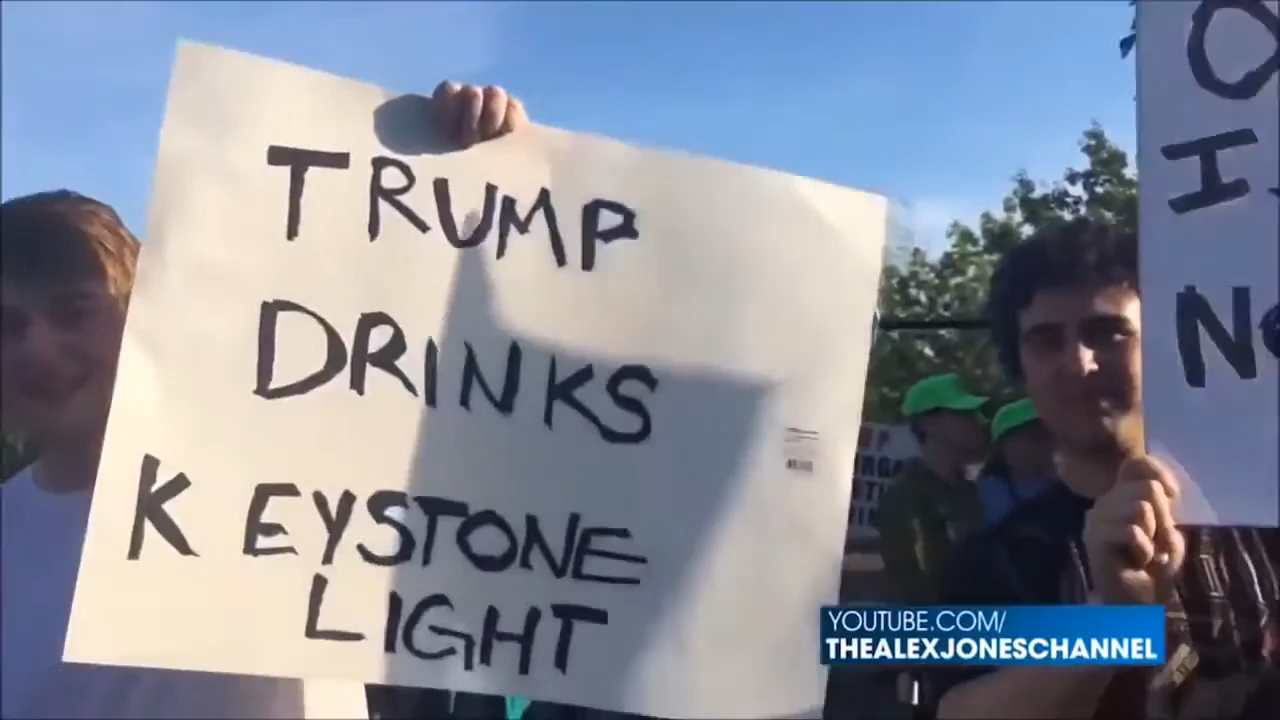 TRUMP
DRINKS
KEYSTONE
LIGHT
O
I
N
YOUTUBE.COM/
THEALEXJONESCHANNEL